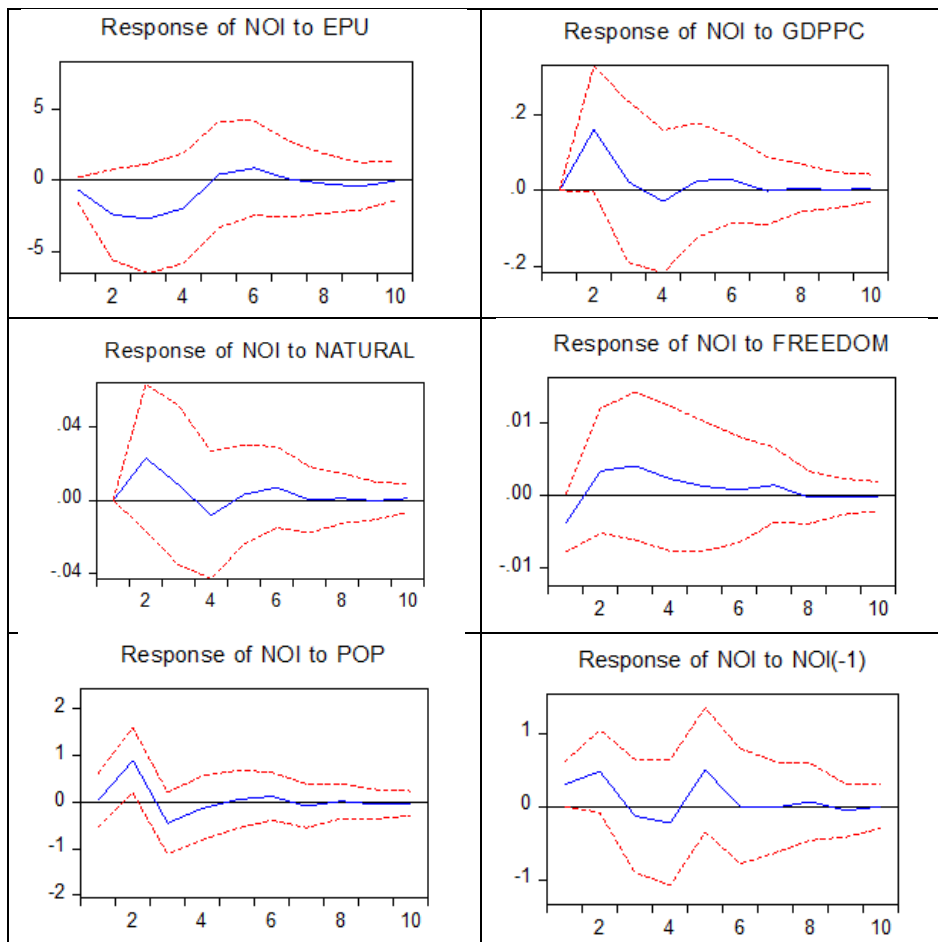 Response of NOI to EPU
5
0
-5
2 4 6 8 10
Response of NOI to GDPPC
.2
.0
-.2
2 4 6 8 10
Response of NOI to NATURAL
.04
.00
-.04
2 4 6 8 10
Response of NOI to FREEDOM
.01
.00
-.01
2 4 6 8 10
Response of NOI to POP
2
1
0
-1
-2
2 4 6 8 10
Response of NOI to NOI(-1)
1
0
-1
2 4 6 8 10